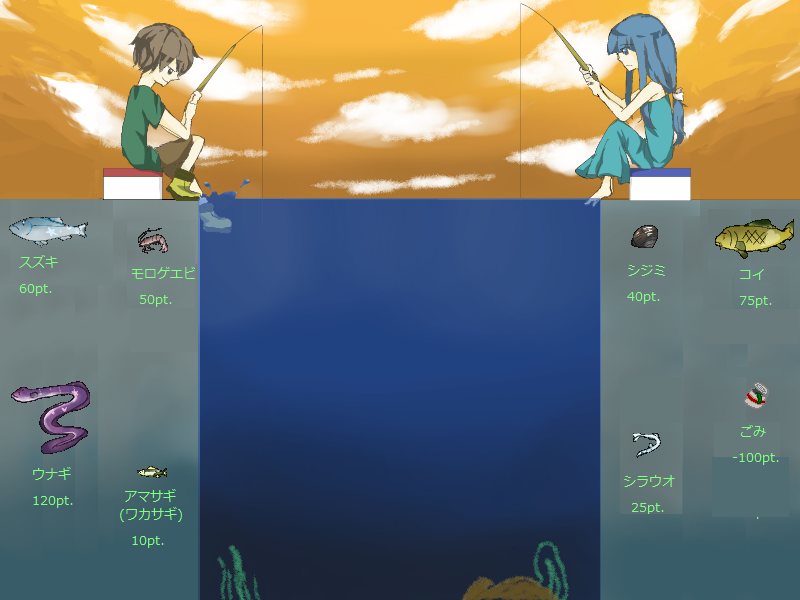 スズキ
60pt.
モロゲエビ
50pt.
ウナギ
120pt.
アマサギ
(ワカサギ)
10pt.
シジミ
40pt.
コイ
75pt.
シラウオ
25pt.
ごみ
-100pt.